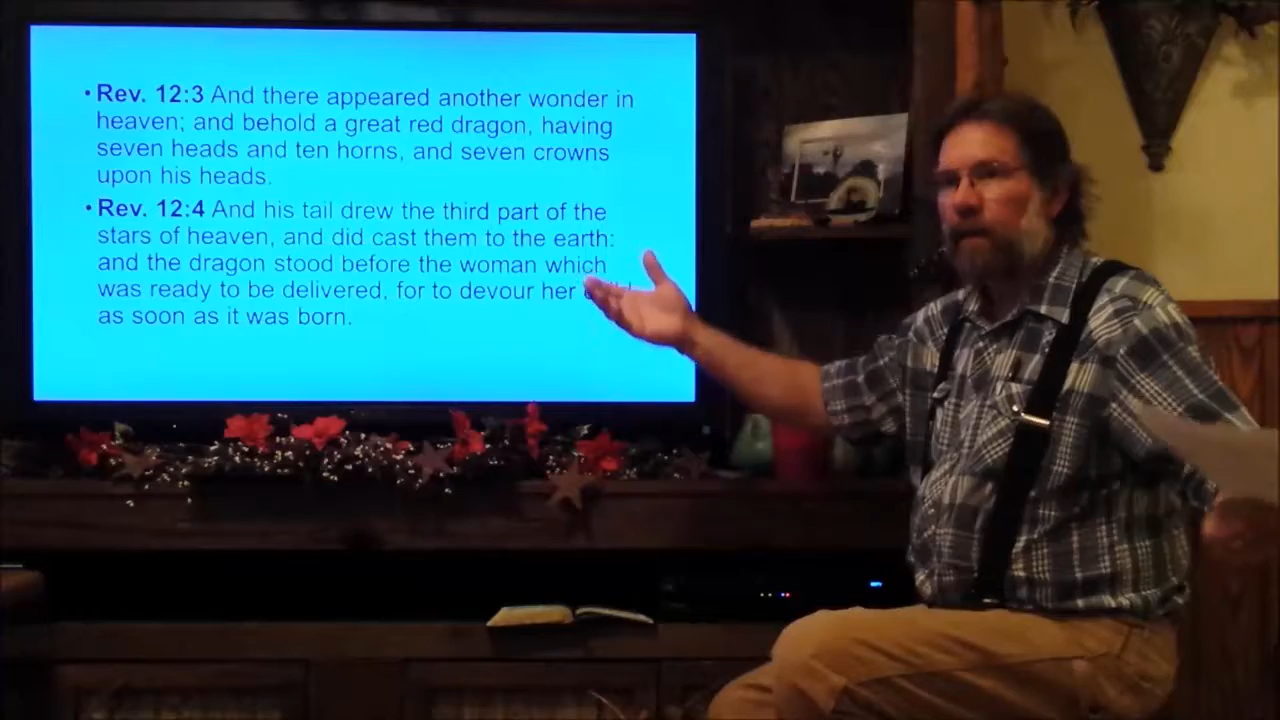 • Rev. 12:3 And there appeared another wonder in
heaven; and behold a great red dragon, having
seven heads and ten horns, and seven crowns
upon his heads.
• Rev. 12:4 And his tail drew the third part of the
stars of heaven, and did cast them to the earth:
and the dragon stood before the woman which
was ready to be delivered, for to devour her
as soon as it was born.